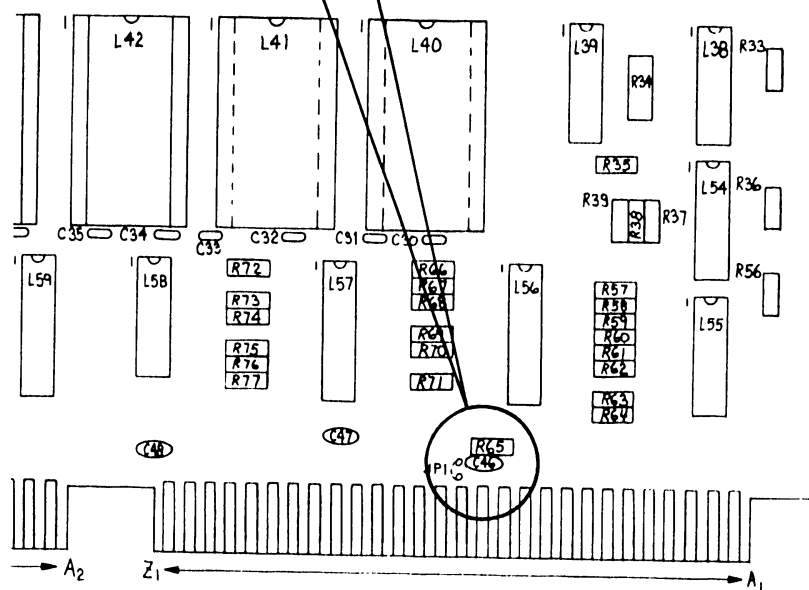 L42 L41 L40 L39 R34 L38 R33
R35
R39 R38 R37 L54 R36
C35 C34 C33 C32 C31 C30
L59 L58 R72 L57 R66 L56 R57 R56
R67 R58
R73 R68 R59 L55
R74 R60
R69 R61
R75 R70 R62
R76
R77 R71 R63
R64
C48 C47 R65
JP1 C46
A2 Z1 A1